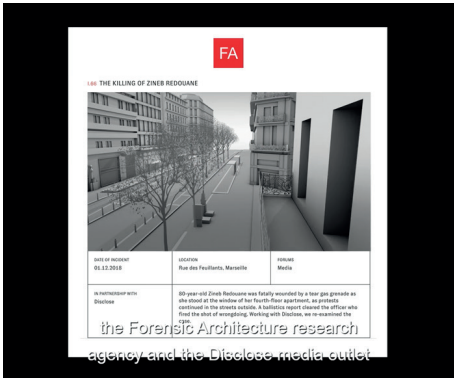 FA
I.65 THE KILLING OF ZINEB REDOUANE
DATE OF INCIDENT
01.12.2018
LOCATION
Rue des Feuillants, Marseille
FORUMS
Media
IN PARTNERSHIP WITH
Disclose
80-year-old Zineb Redouane was fatally wounded by a tear gas grenade as
she stood at the window of her fourth-floor apartment, as protests
continued in the streets outside. A ballistics report cleared the officer who
fired the shot of wrongdoing. Working with Disclose, we re-examined the
case.
the Forensic Architecture research
agency and the Disclose media outlet